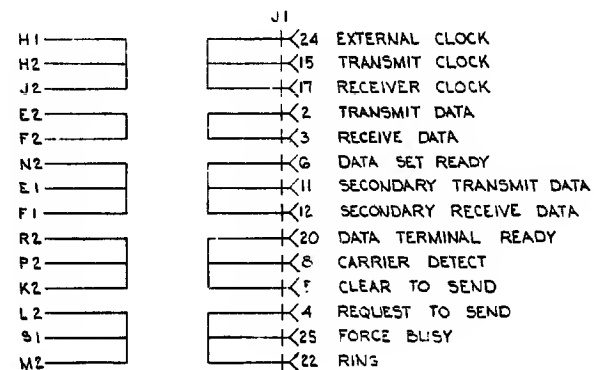 J1
H1 24 EXTERNAL CLOCK
H2 15 TRANSMIT CLOCK
J2 17 RECEIVER CLOCK
E2 2 TRANSMIT DATA
F2 3 RECEIVE DATA
N2 6 DATA SET READY
E1 11 SECONDARY TRANSMIT DATA
F1 12 SECONDARY RECEIVE DATA
R2 20 DATA TERMINAL READY
P2 8 CARRIER DETECT
K2 CLEAR TO SEND
L2 4 REQUEST TO SEND
S1 25 FORCE BUSY
M2 22 RING